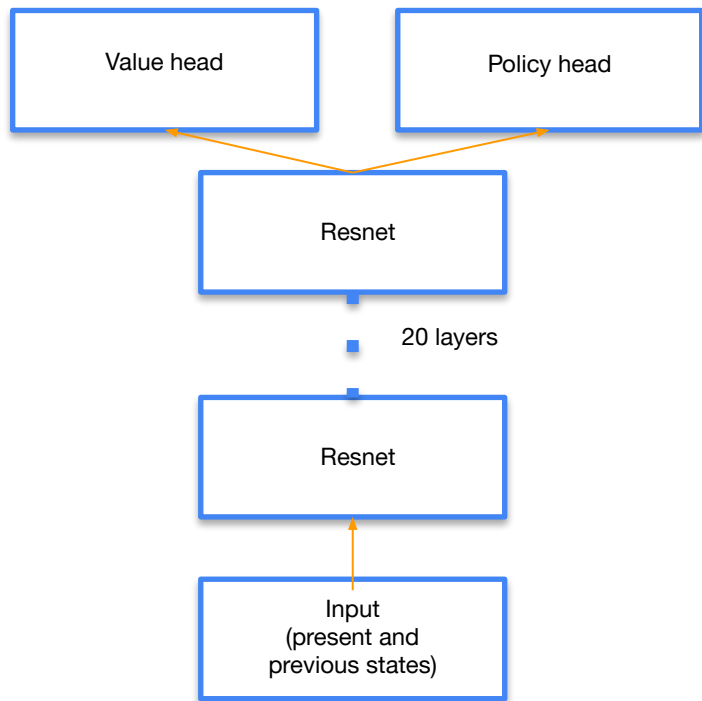 Value head
Policy head
Resnet
20 layers
Resnet
Input
(present and
previous states)